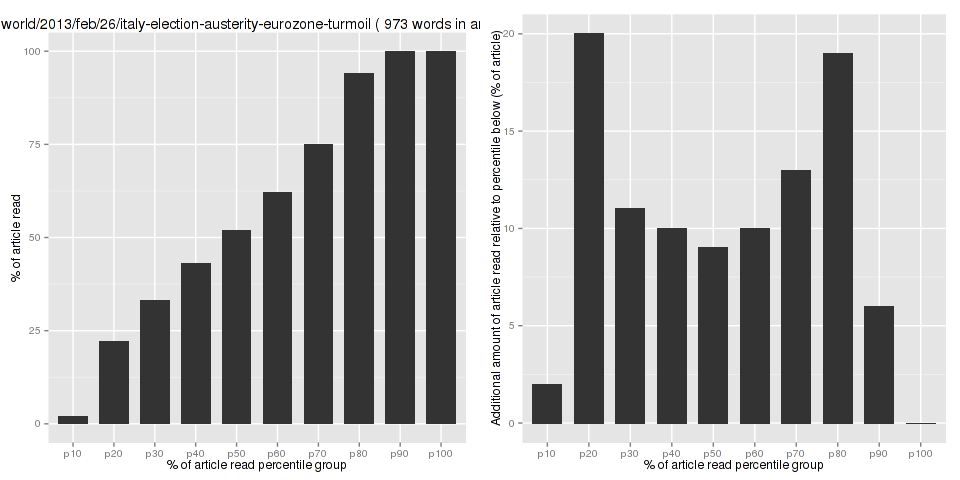 world/2013/feb/26/italy-election-austerity-eurozone-turmoil ( 973 words in ar
% of article read
100
75
50
25
0
p10 p20 p30 p40 p50 p60 p70 p80 p90 p100
% of article read percentile group
Additional amount of article read relative to percentile below (% of article)
20
15
10
5
0
p10 p20 p30 p40 p50 p60 p70 p80 p90 p100
% of article read percentile group